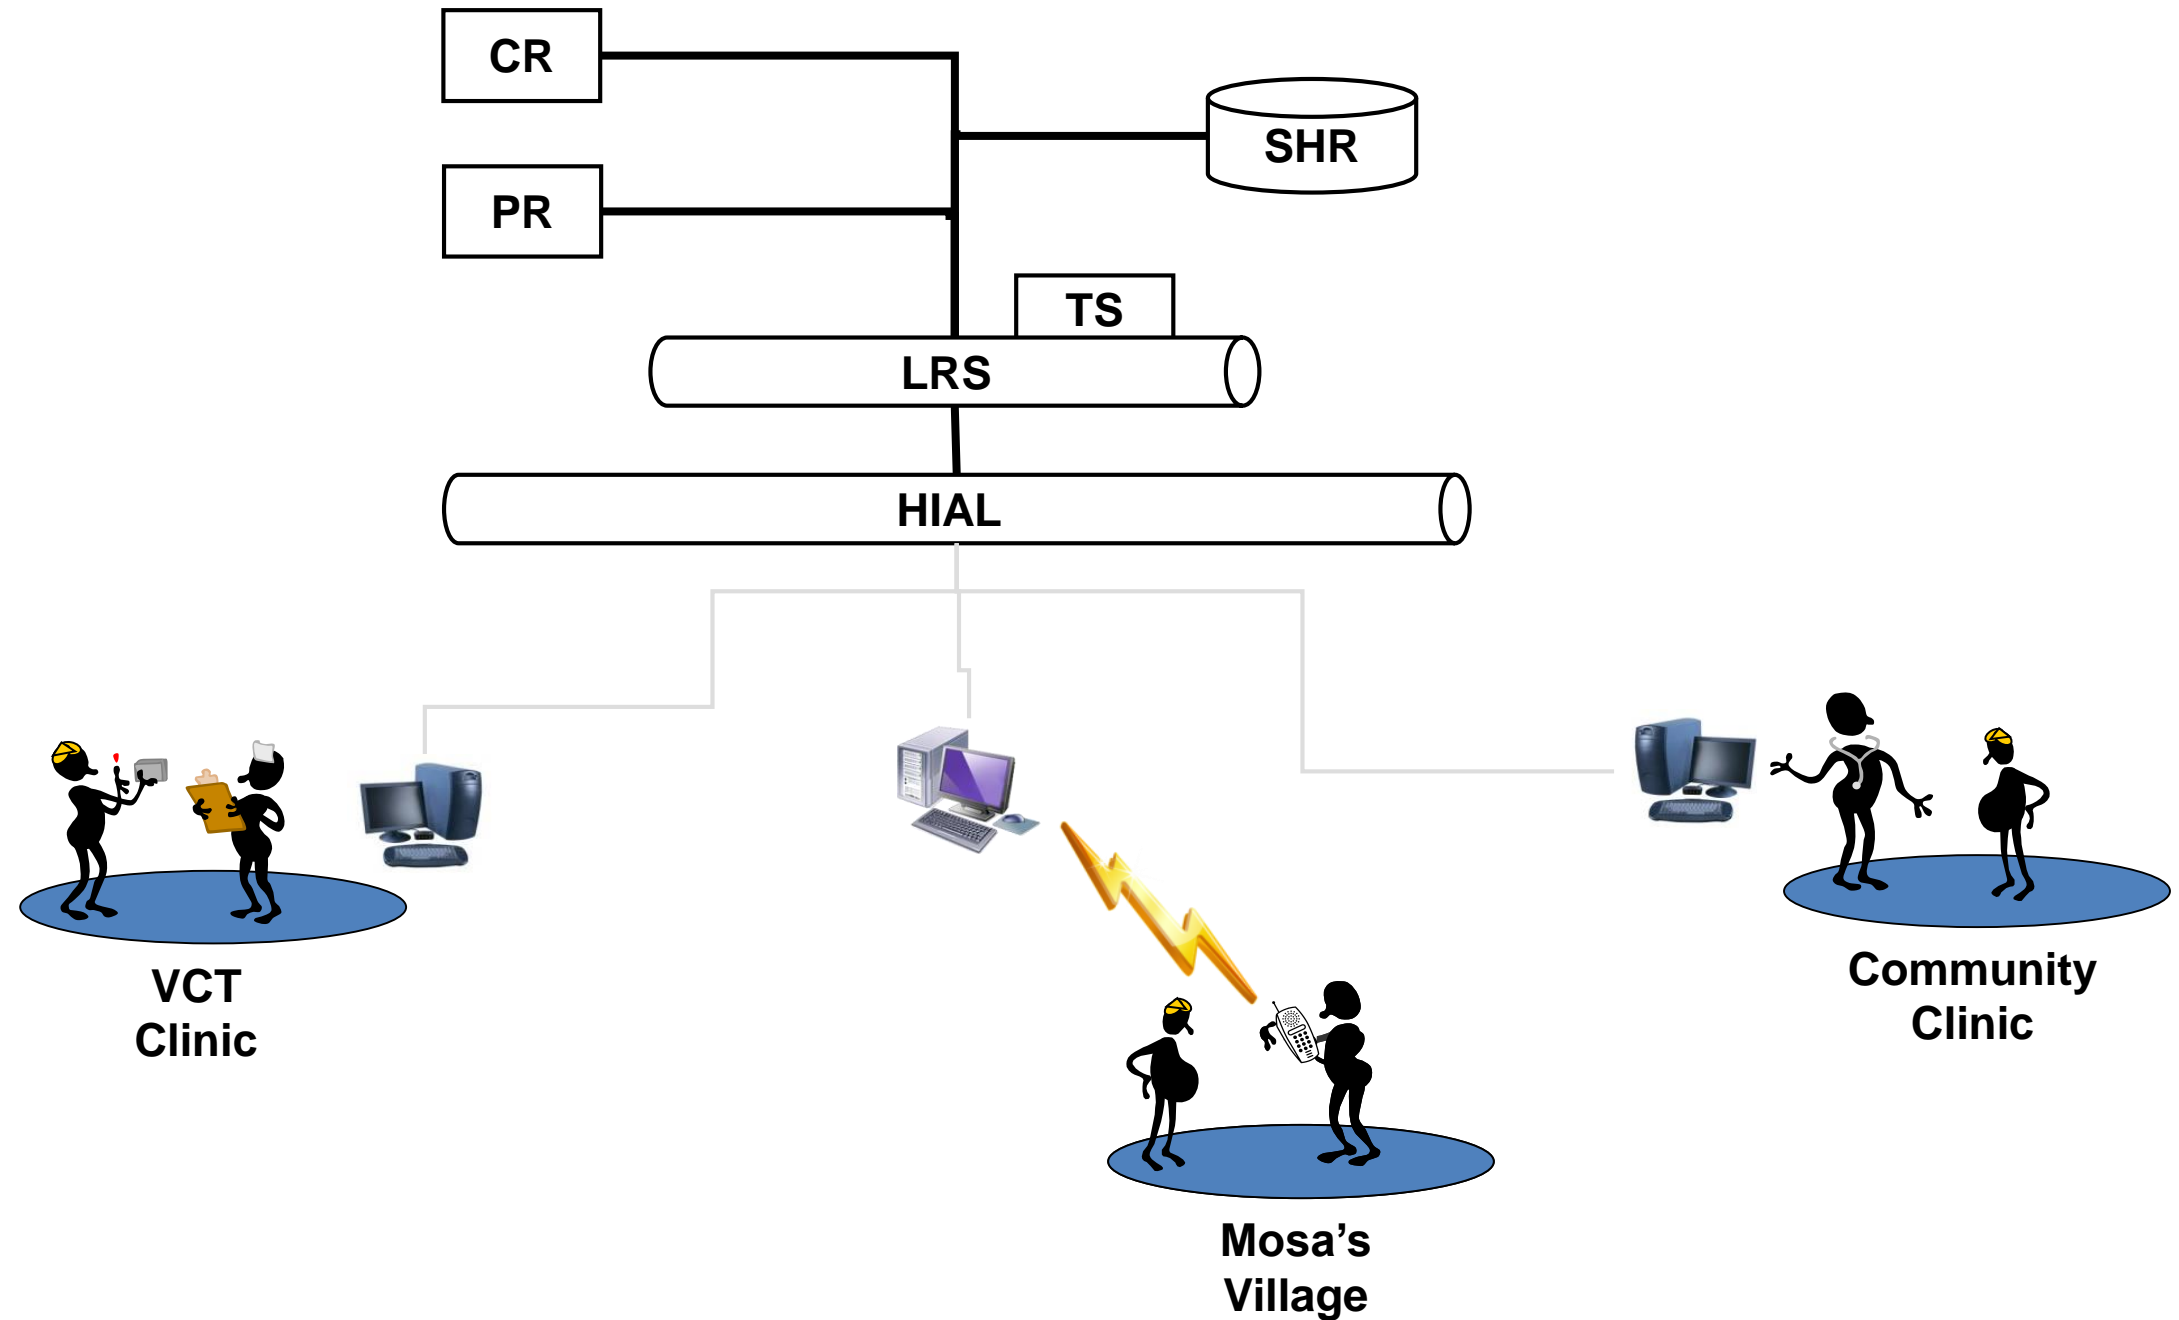 CR
SHR
PR
TS
LRS
HIAL
VCT
Clinic
Community
Clinic
Mosa’s
Village